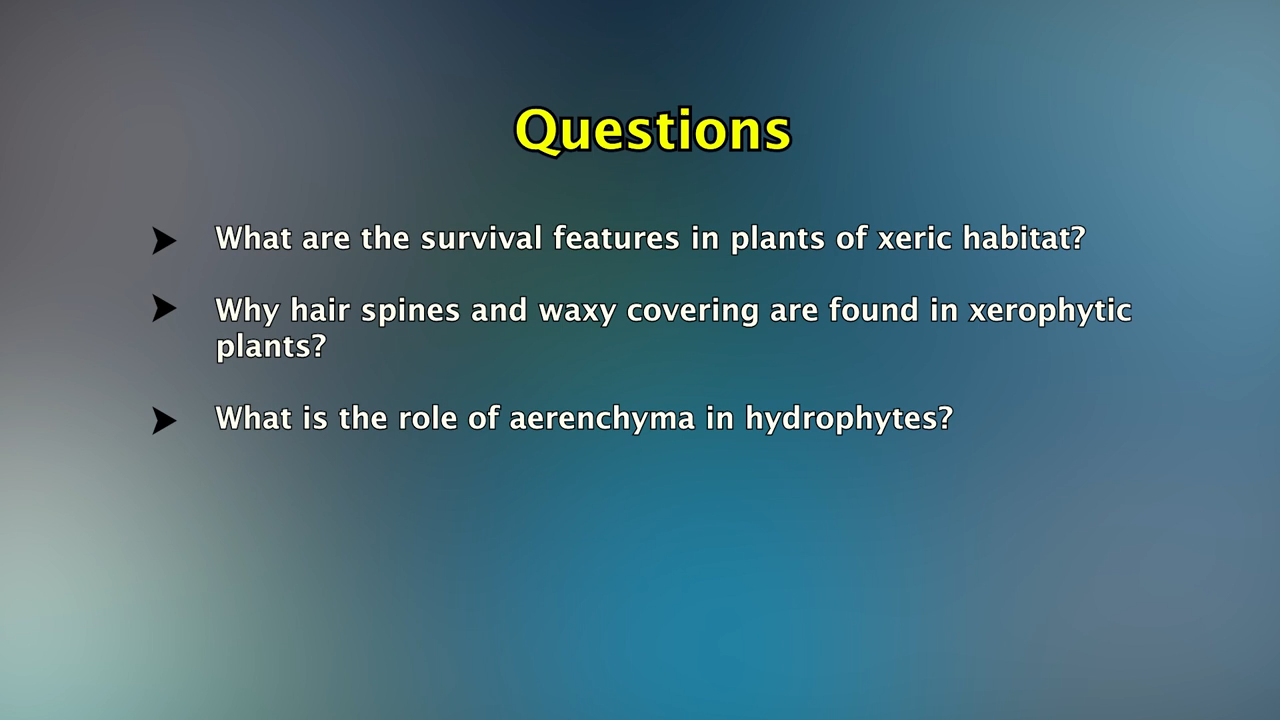 Questions
➤ What are the survival features in plants of xeric habitat?
➤ Why hair spines and waxy covering are found in xerophytic
plants?
➤ What is the role of aerenchyma in hydrophytes?